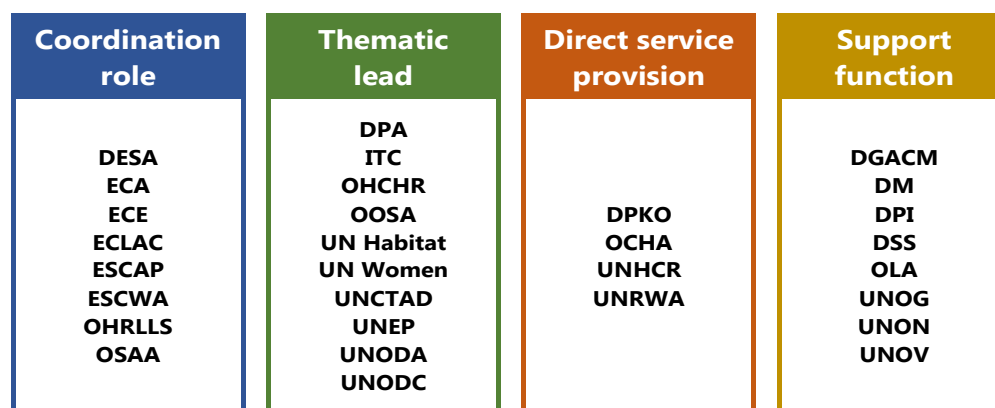 Coordination
role
DESA
ECA
ECE
ECLAC
ESCAP
ESCWA
OHRLLS
OSAA
Thematic
lead
DPA
ITC
OHCHR
OOSA
UN Habitat
UN Women
UNCTAD
UNEP
UNODA
UNODC
Direct service
provision
DPKO
OCHA
UNHCR
UNRWA
Support
function
DGACM
DM
DPI
DSS
OLA
UNOG
UNON
UNOV